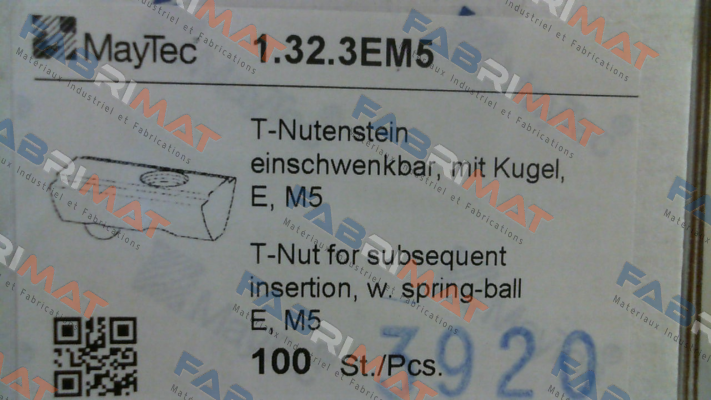 MayTec 1.32.3EM5
T-Nutenstein
einschwenkbar, mit Kugel,
E, M5
T-Nut for subsequent
insertion, w. spring-ball
E, M5
100 St./Pcs.
3920
FABRIMAT
Materiaux Industriel et Fabrications